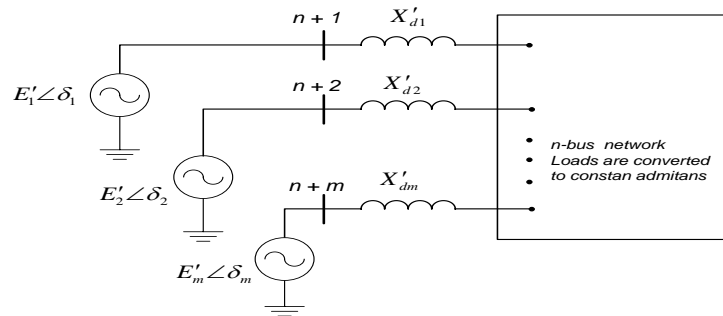 n + 1
X'd1
E'1∠δ1
n + 2
X'd2
E'2∠δ2
n-bus network
Loads are converted
to constan admitans
n + m
X'dm
E'm∠δm